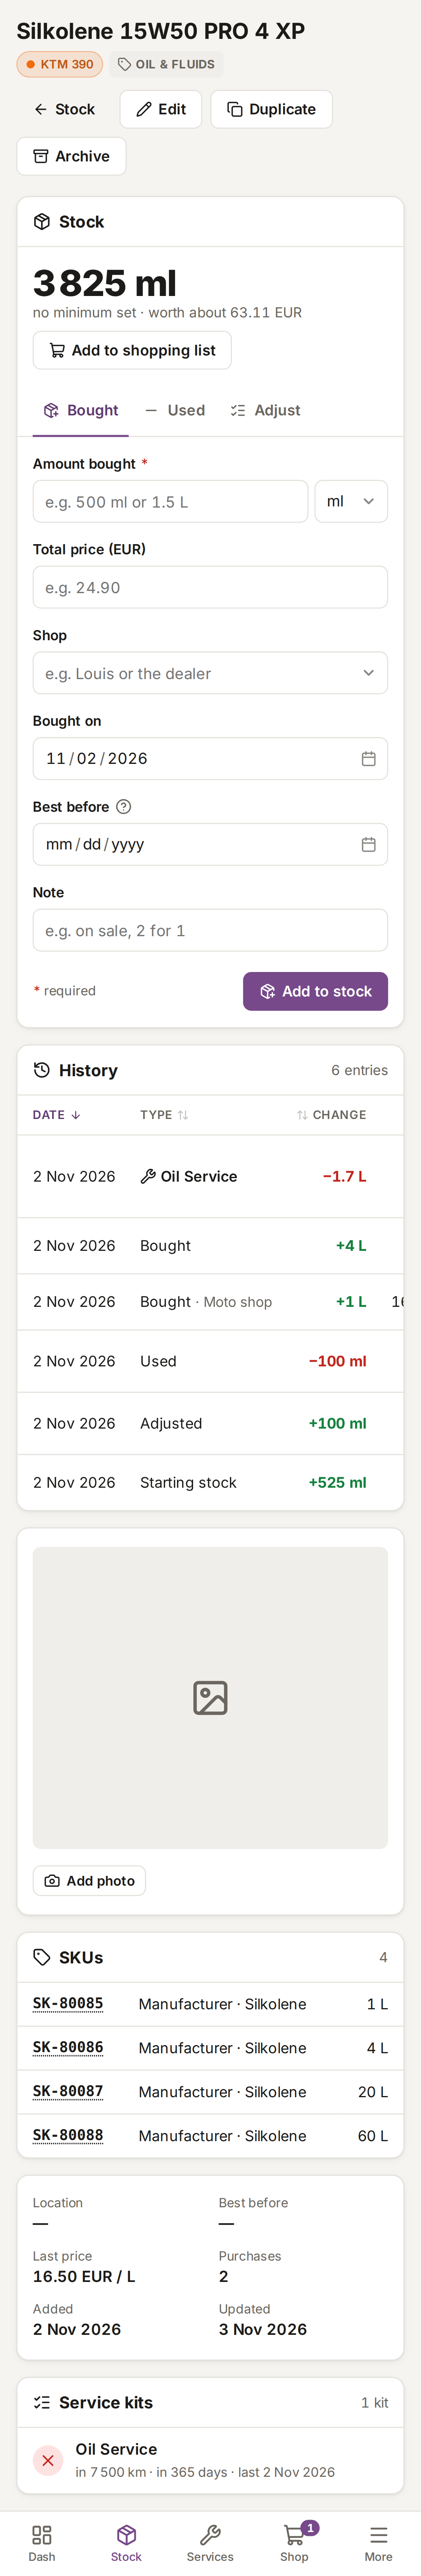 Silkolene 15W50 PRO 4 XP
KTM 390
OIL & FLUIDS
Stock
Edit
Duplicate
Archive
Stock
3 825 ml
no minimum set · worth about 63.11 EUR
Add to shopping list
Bought
Used
Adjust
Amount bought *
e.g. 500 ml or 1.5 L
ml
Total price (EUR)
e.g. 24.90
Shop
e.g. Louis or the dealer
Bought on
11/02/2026
Best before
mm/dd/yyyy
Note
e.g. on sale, 2 for 1
* required
Add to stock
History
6 entries
DATE TYPE CHANGE
2 Nov 2026 Oil Service −1.7 L
2 Nov 2026 Bought +4 L
2 Nov 2026 Bought · Moto shop +1 L
2 Nov 2026 Used −100 ml
2 Nov 2026 Adjusted +100 ml
2 Nov 2026 Starting stock +525 ml
Add photo
SKUs
4
SK-80085 Manufacturer · Silkolene 1 L
SK-80086 Manufacturer · Silkolene 4 L
SK-80087 Manufacturer · Silkolene 20 L
SK-80088 Manufacturer · Silkolene 60 L
Location Best before
— —
Last price Purchases
16.50 EUR / L 2
Added Updated
2 Nov 2026 3 Nov 2026
Service kits
1 kit
Oil Service
in 7 500 km · in 365 days · last 2 Nov 2026
1
Dash Stock Services Shop More